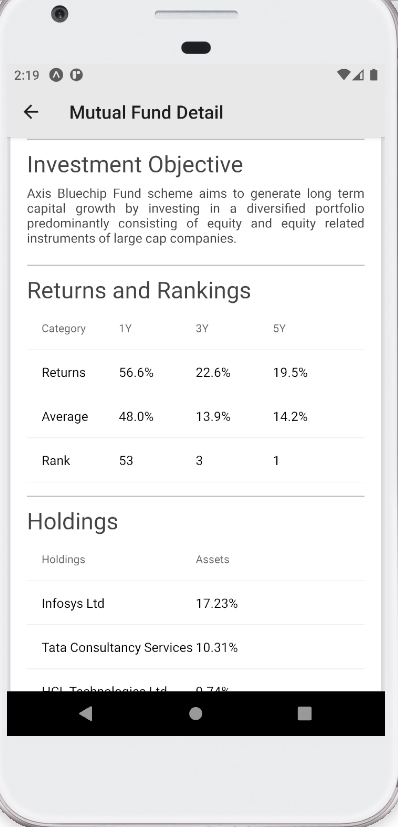 2:19
Mutual Fund Detail
Investment Objective
Axis Bluechip Fund scheme aims to generate long term
capital growth by investing in a diversified portfolio
predominantly consisting of equity and equity related
instruments of large cap companies.
Returns and Rankings
Category 1Y 3Y 5Y
Returns 56.6% 22.6% 19.5%
Average 48.0% 13.9% 14.2%
Rank 53 3 1
Holdings
Holdings Assets
Infosys Ltd 17.23%
Tata Consultancy Services 10.31%
HCL Technologies Ltd